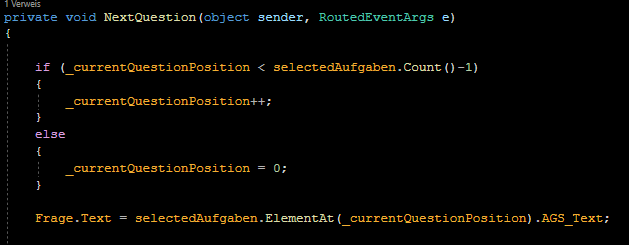 1 Verweis
private void NextQuestion(object sender, RoutedEventArgs e)
{
if (_currentQuestionPosition < selectedAufgaben.Count()-1)
{
_currentQuestionPosition++;
}
else
{
_currentQuestionPosition = 0;
}
Frage.Text = selectedAufgaben.ElementAt(_currentQuestionPosition).AGS_Text;